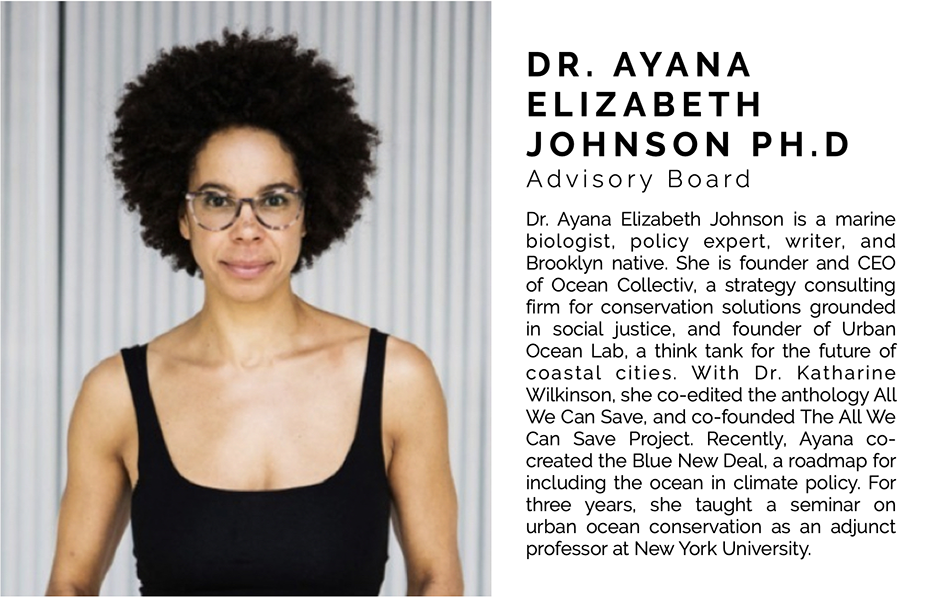 DR. AYANA
ELIZABETH
JOHNSON PH.D
Advisory Board
Dr. Ayana Elizabeth Johnson is a marine
biologist, policy expert, writer, and
Brooklyn native. She is founder and CEO
of Ocean Collectiv, a strategy consulting
firm for conservation solutions grounded
in social justice, and founder of Urban
Ocean Lab, a think tank for the future of
coastal cities. With Dr. Katharine
Wilkinson, she co-edited the anthology All
We Can Save, and co-founded The All We
Can Save Project. Recently, Ayana co-
created the Blue New Deal, a roadmap for
including the ocean in climate policy. For
three years, she taught a seminar on
urban ocean conservation as an adjunct
professor at New York University.